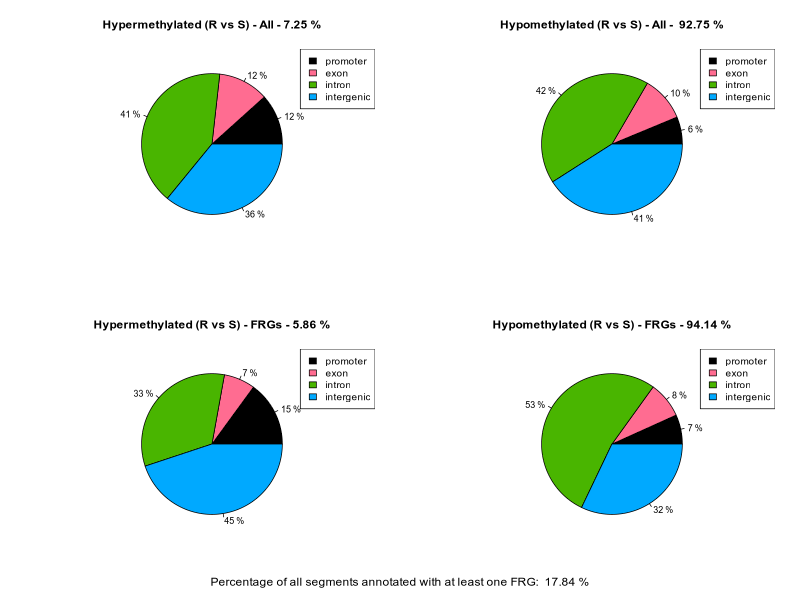 Hypermethylated (R vs S) - All - 7.25 %
promoter
exon
intron
intergenic
12 %
12 %
41 %
36 %
Hypomethylated (R vs S) - All -  92.75 %
promoter
exon
intron
intergenic
10 %
6 %
42 %
41 %
Hypermethylated (R vs S) - FRGs - 5.86 %
promoter
exon
intron
intergenic
7 %
15 %
33 %
45 %
Hypomethylated (R vs S) - FRGs - 94.14 %
promoter
exon
intron
intergenic
8 %
7 %
53 %
32 %
Percentage of all segments annotated with at least one FRG:  17.84 %